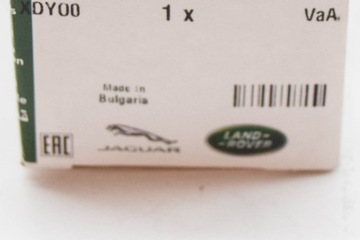 XDY00 1 x VaA
Made in
Bulgaria
EAC
JAGUAR
LAND-
-ROVER